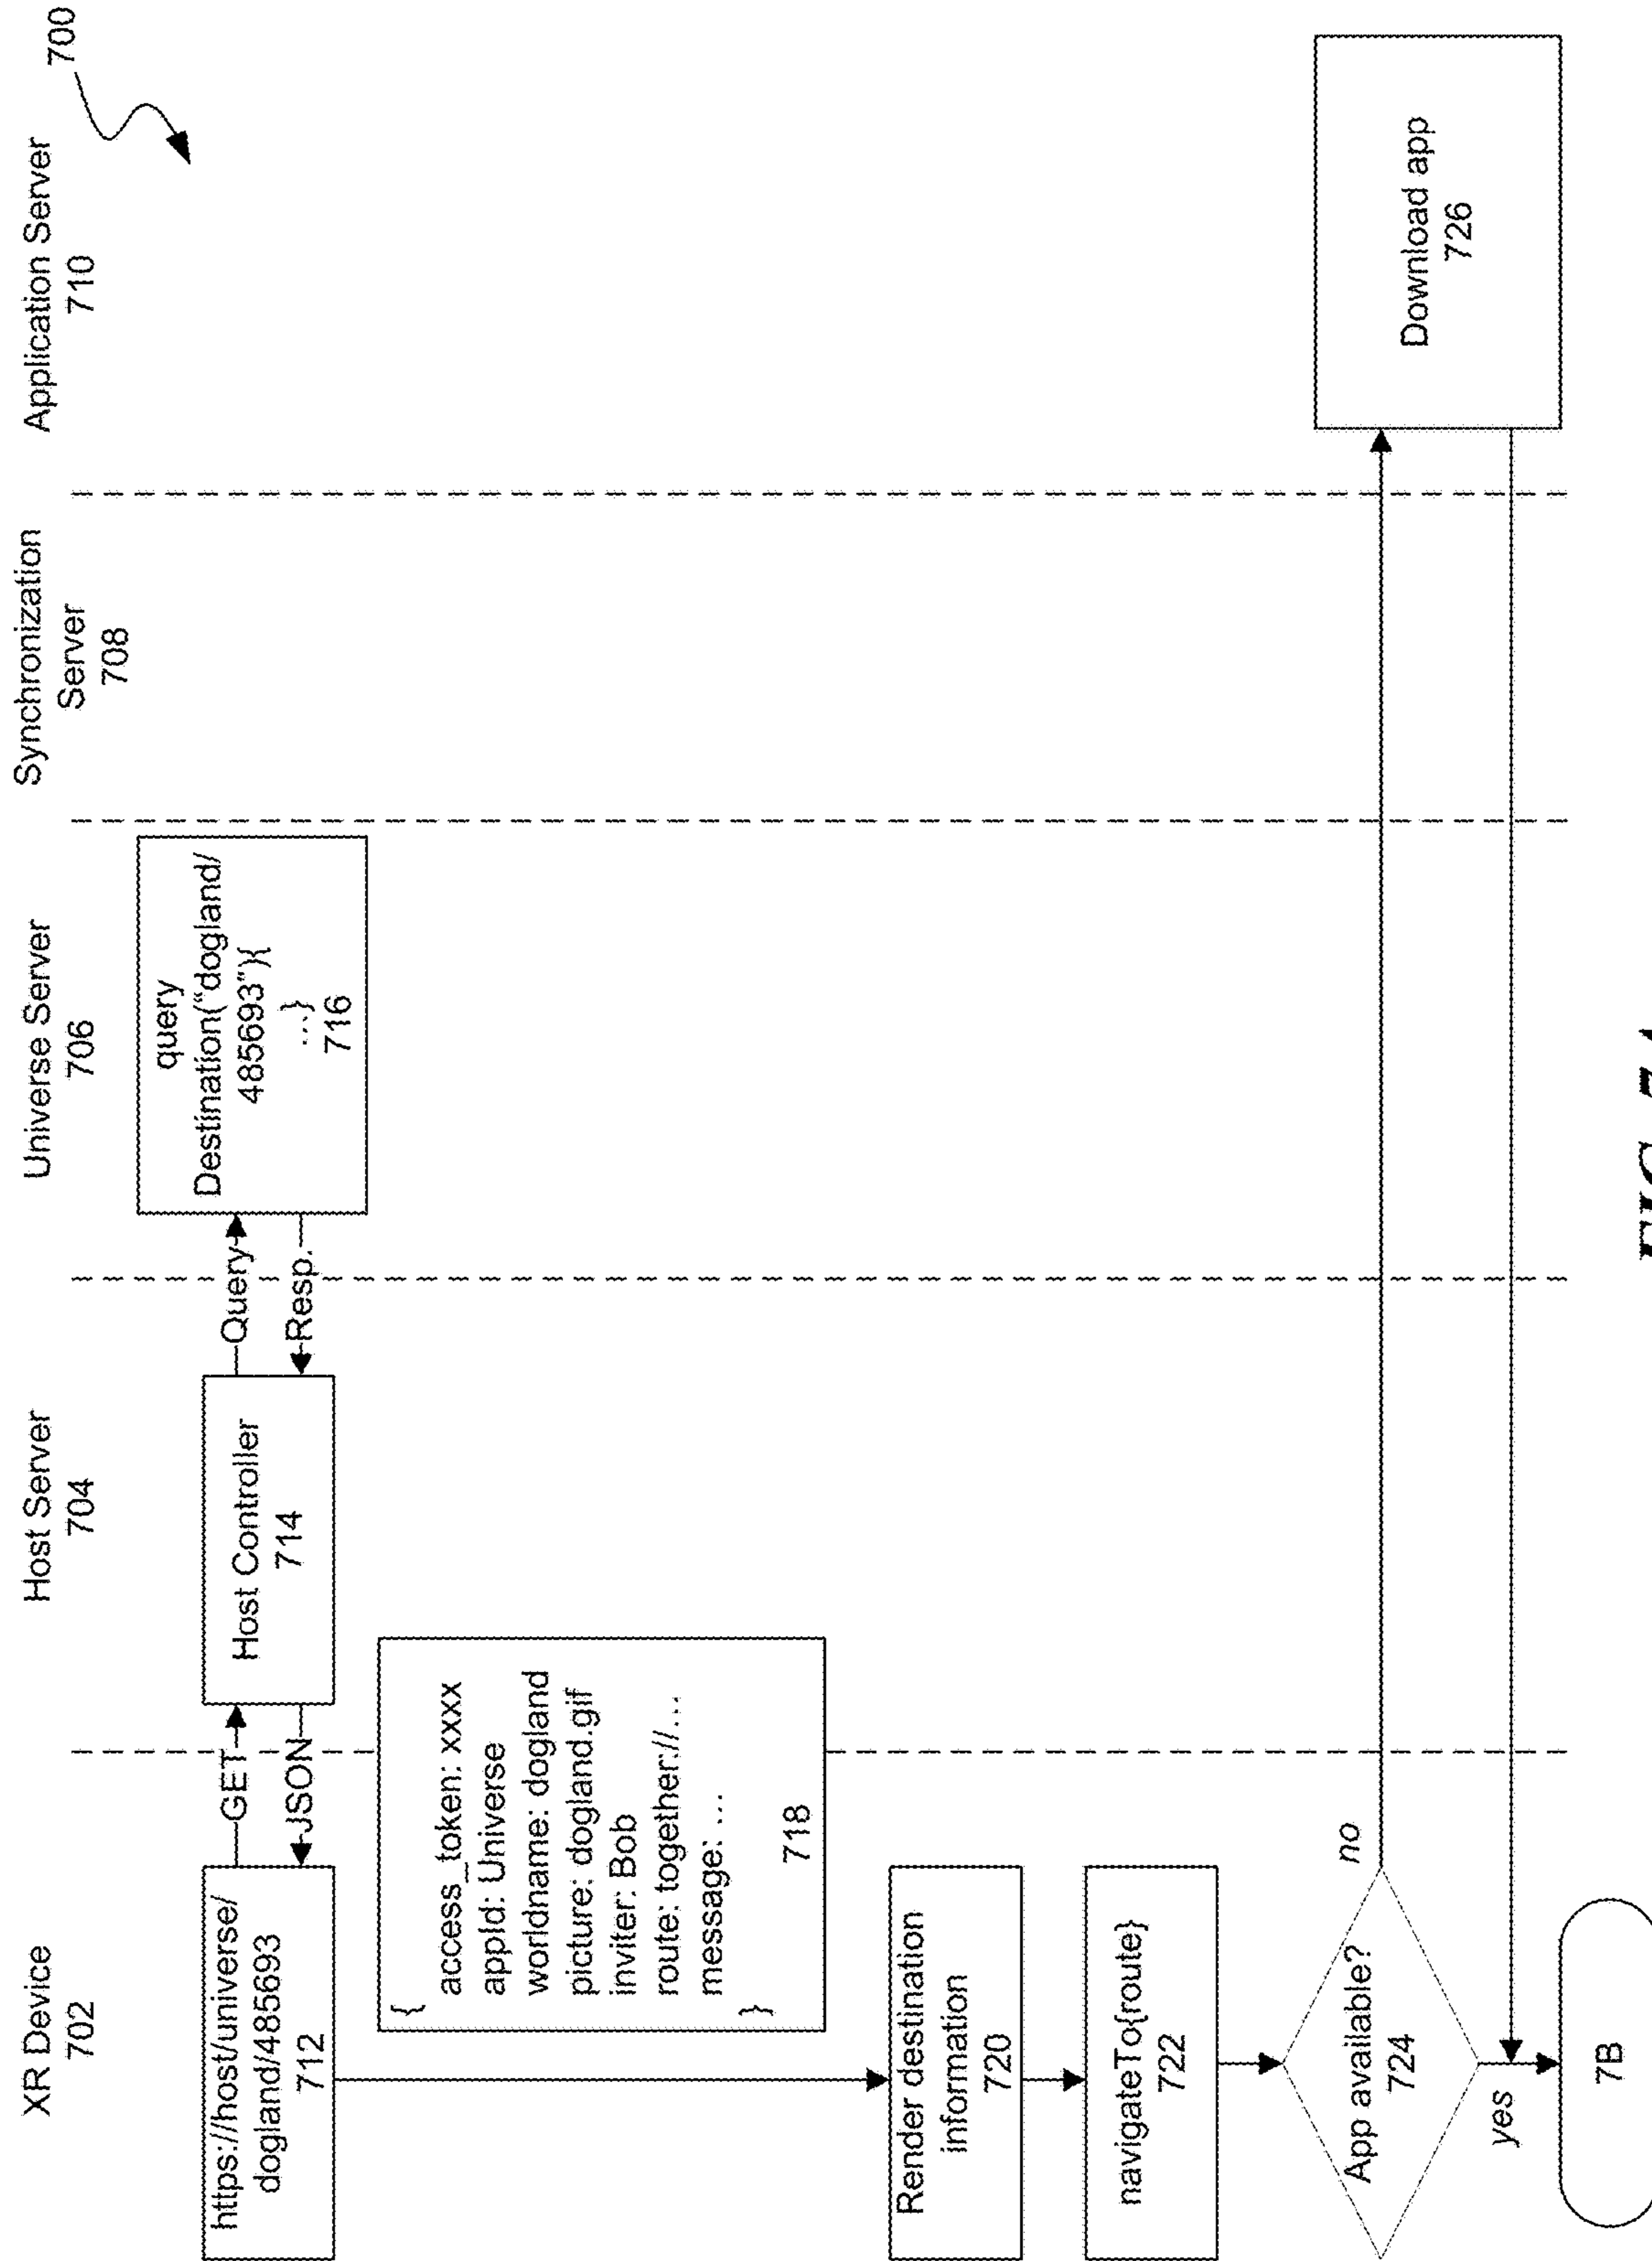 700
XR Device
702
Host Server
704
Universe Server
706
Synchronization
Server
708
Application Server
710
https://host/universe/
dogland/485693
712
GET
JSON
Host Controller
714
Query
Resp.
query
Destination("dogland/
485693"){
...}
716
{
access_token: xxxx
appId: Universe
worldname: dogland
picture: dogland.gif
inviter: Bob
route: together://...
message: ...
}
718
Render destination
information
720
navigateTo{route}
722
App available?
724
no
yes
Download app
726
7B